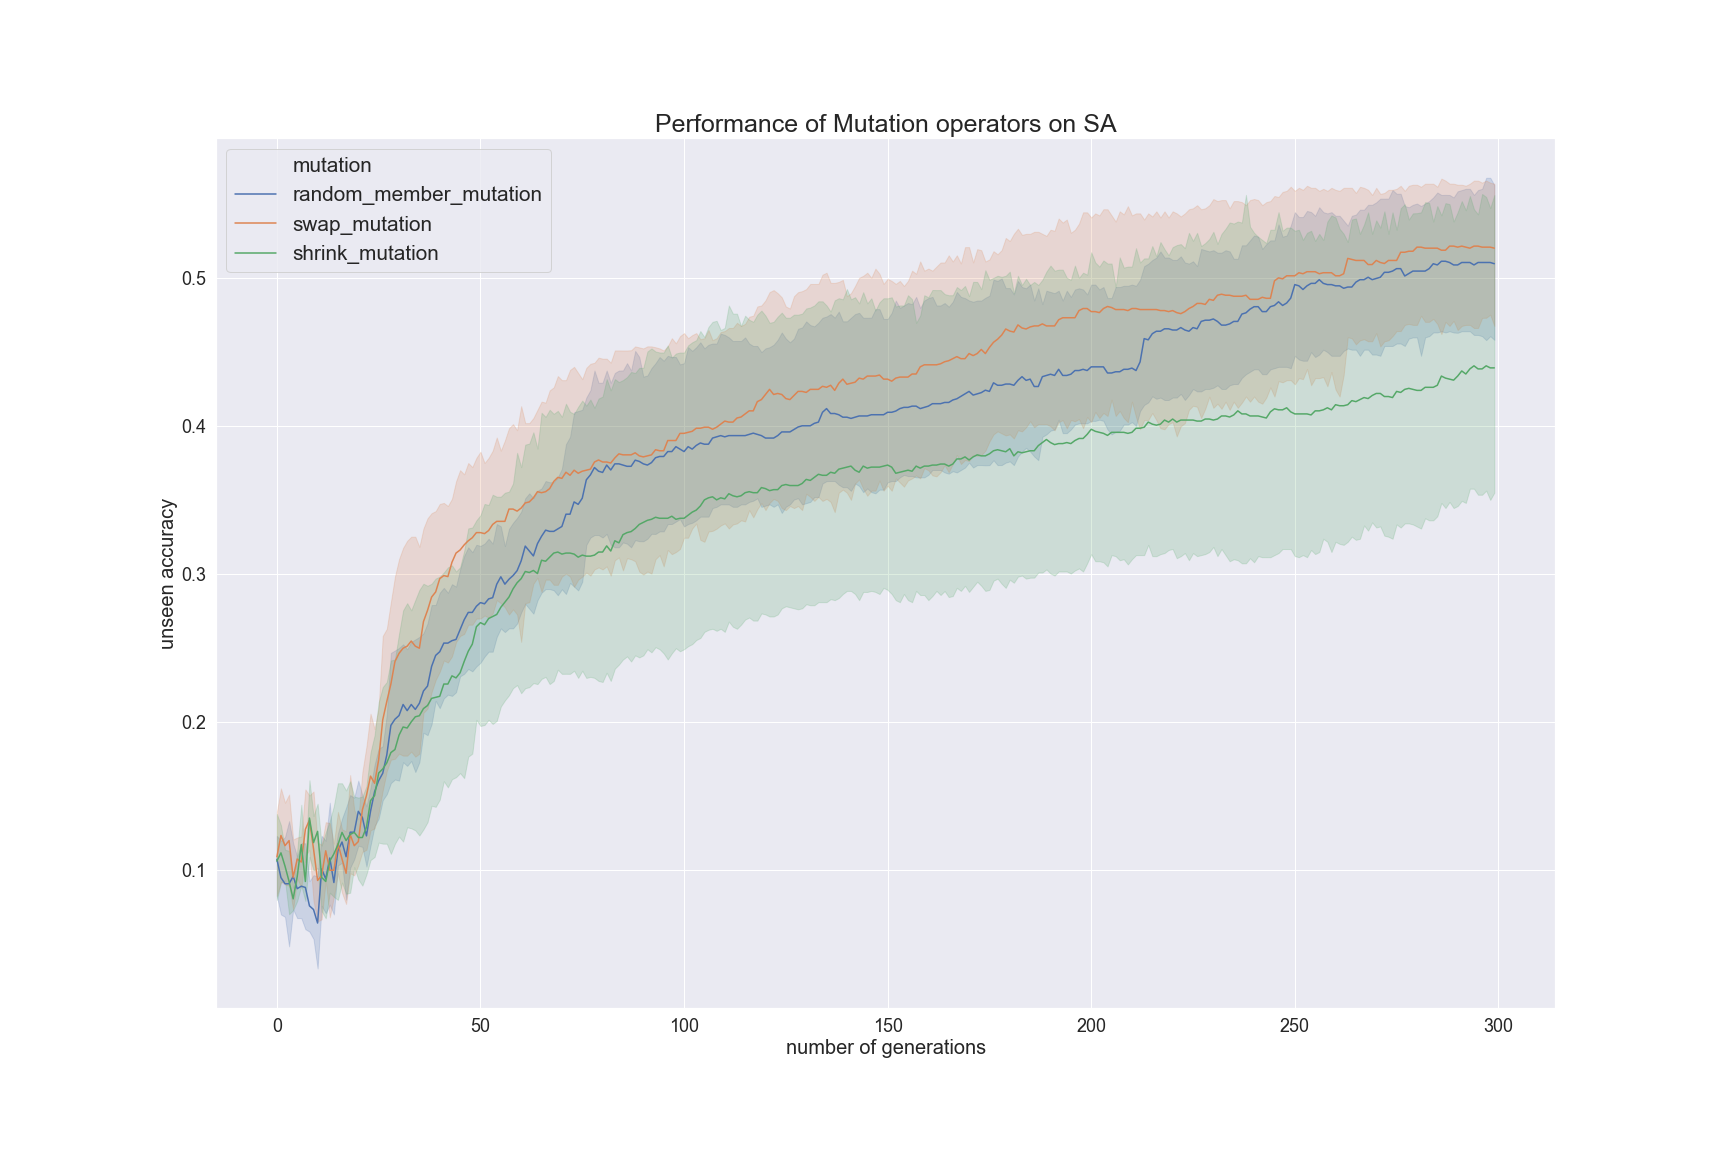 Performance of Mutation operators on SA
mutation
random_member_mutation
swap_mutation
shrink_mutation
0.5
0.4
0.3
0.2
0.1
unseen accuracy
0 50 100 150 200 250 300
number of generations